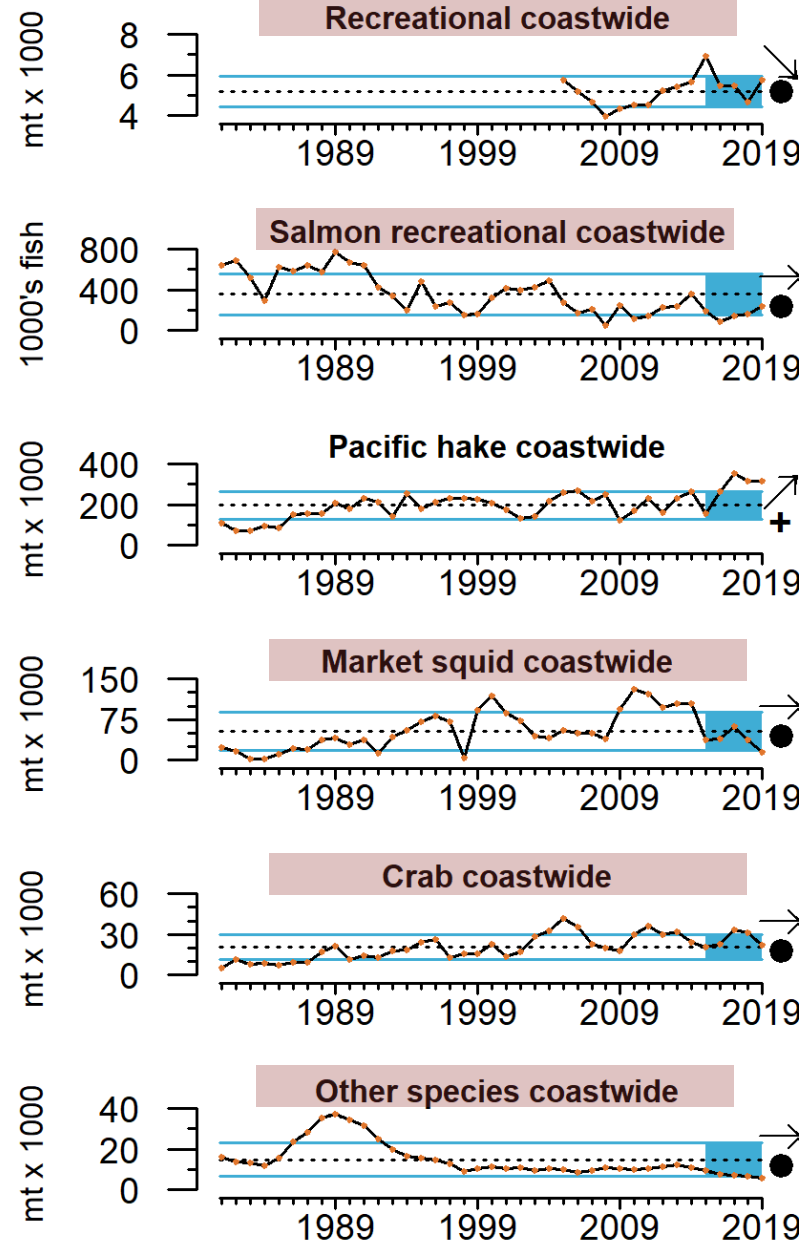 Recreational coastwide
mt x 1000
8
6
4
1989 1999 2009 2019
Salmon recreational coastwide
1000's fish
800
400
0
1989 1999 2009 2019
Pacific hake coastwide
mt x 1000
400
200
0
+
1989 1999 2009 2019
Market squid coastwide
mt x 1000
150
75
0
1989 1999 2009 2019
Crab coastwide
mt x 1000
60
30
0
1989 1999 2009 2019
Other species coastwide
mt x 1000
40
20
0
1989 1999 2009 2019